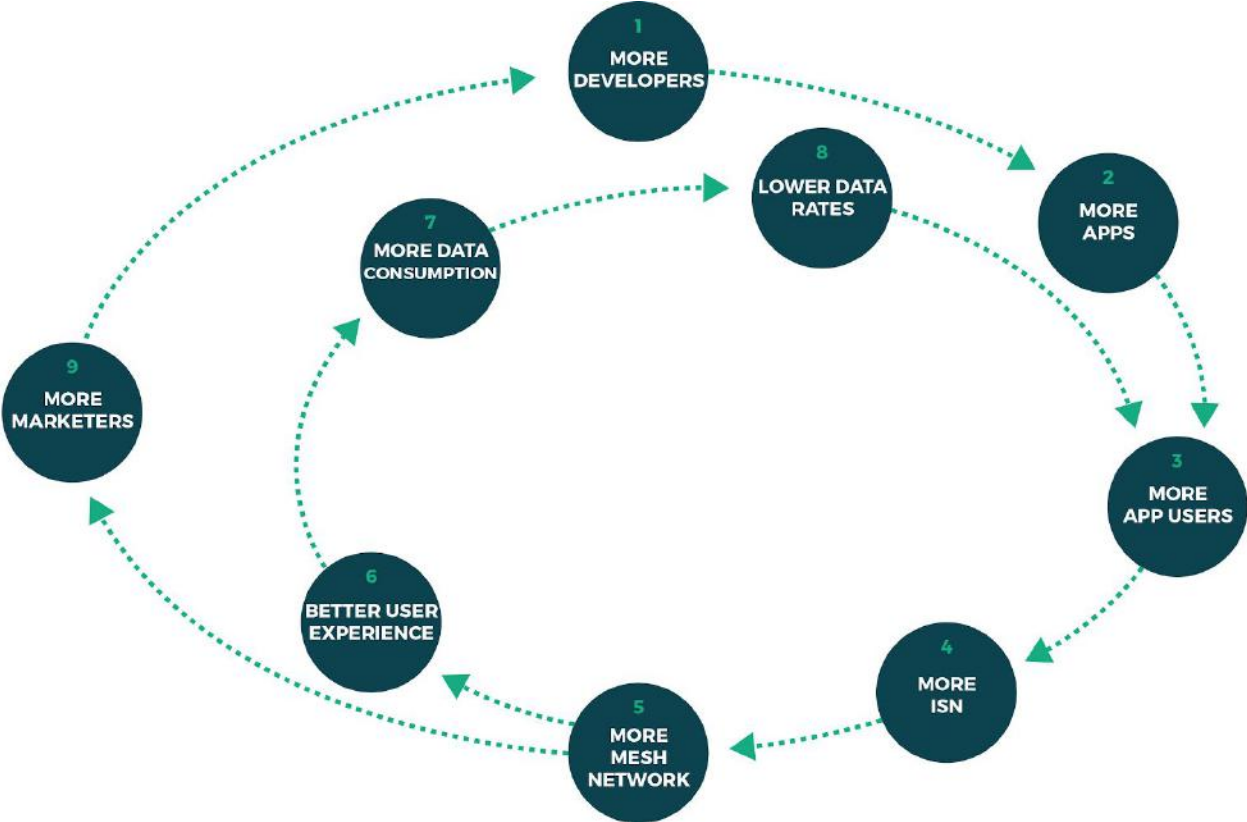 1
MORE
DEVELOPERS
2
MORE
APPS
3
MORE
APP USERS
4
MORE
ISN
5
MORE
MESH
NETWORK
6
BETTER USER
EXPERIENCE
7
MORE DATA
CONSUMPTION
8
LOWER DATA
RATES
9
MORE
MARKETERS